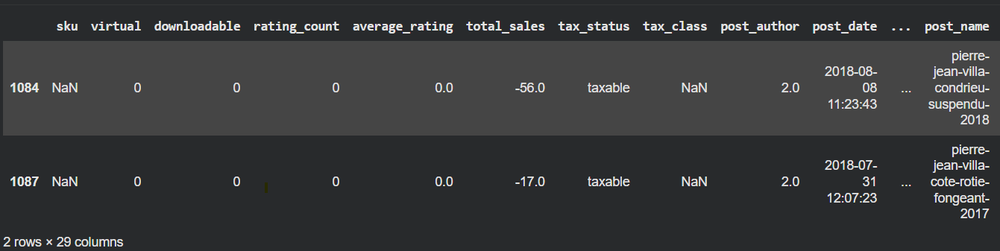 sku virtual downloadable rating_count average_rating total_sales tax_status tax_class post_author post_date ... post_name
pierre-
2018-08- jean-villa-
1084 NaN 0 0 0 0.0 -56.0 taxable NaN 2.0 08 ... condrieu-
11:23:43 suspendu-
2018
pierre-
2018-07- jean-villa-
1087 NaN 0 0 0 0.0 -17.0 taxable NaN 2.0 31 ... cote-rotie-
12:07:23 fongeant-
2017
2 rows × 29 columns